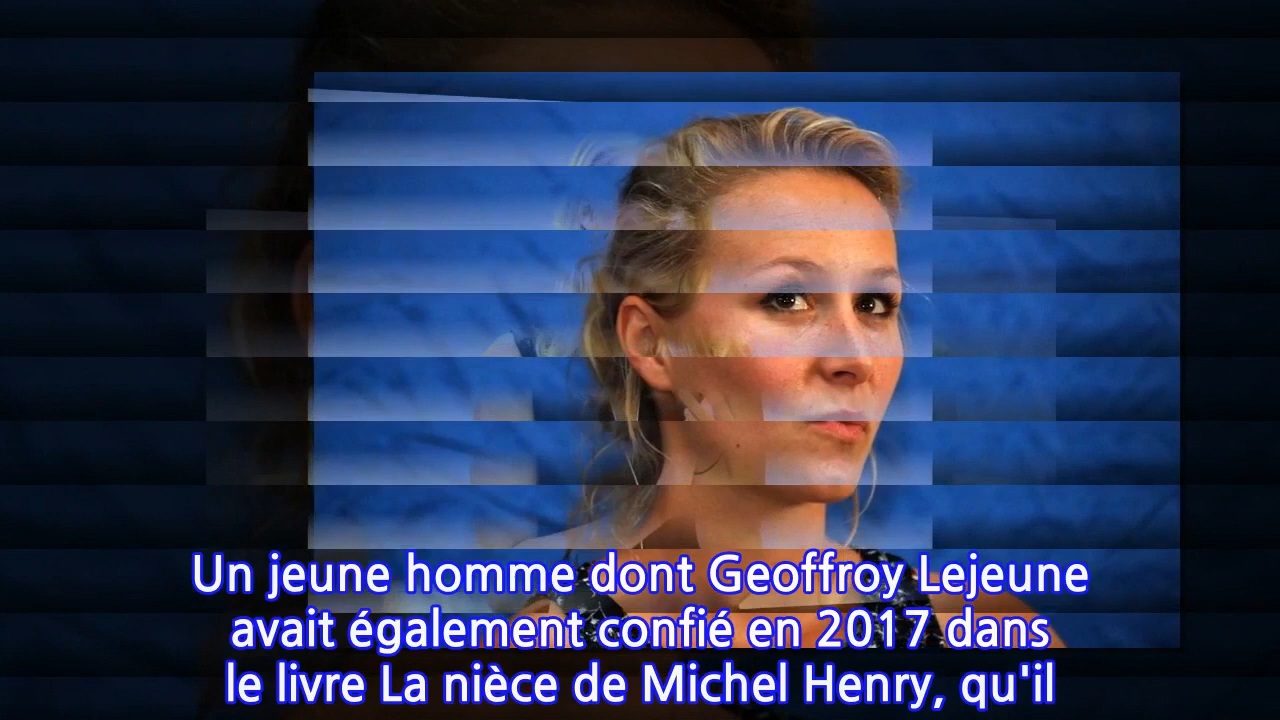 Un jeune homme dont Geoffroy Lejeune
avait également confié en 2017 dans
le livre La nièce de Michel Henry, qu'il